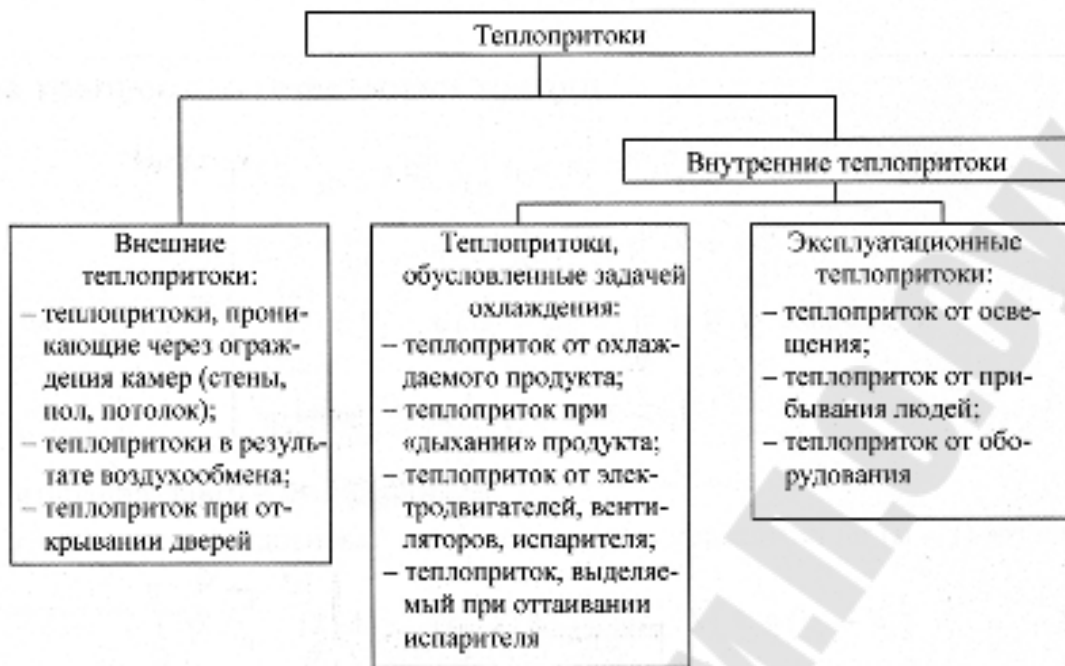 Теплопритоки
Внутренние теплопритоки
Внешние
теплопритоки:
– теплопритоки, прони-
кающие через ограж-
дения камер (стены,
пол, потолок);
– теплопритоки в резуль-
тате воздухообмена;
– теплоприток при от-
крывании дверей
Теплопритоки,
обусловленные задачей
охлаждения:
– теплоприток от охлаж-
даемого продукта;
– теплоприток при
«дыхании» продукта;
– теплоприток от элек-
тродвигателей, венти-
ляторов, испарителя;
– теплоприток, выделяе-
мый при оттаивании
испарителя
Эксплуатационные
теплопритоки:
– теплоприток от осве-
щения;
– теплоприток от при-
бывания людей;
– теплоприток от обо-
рудования